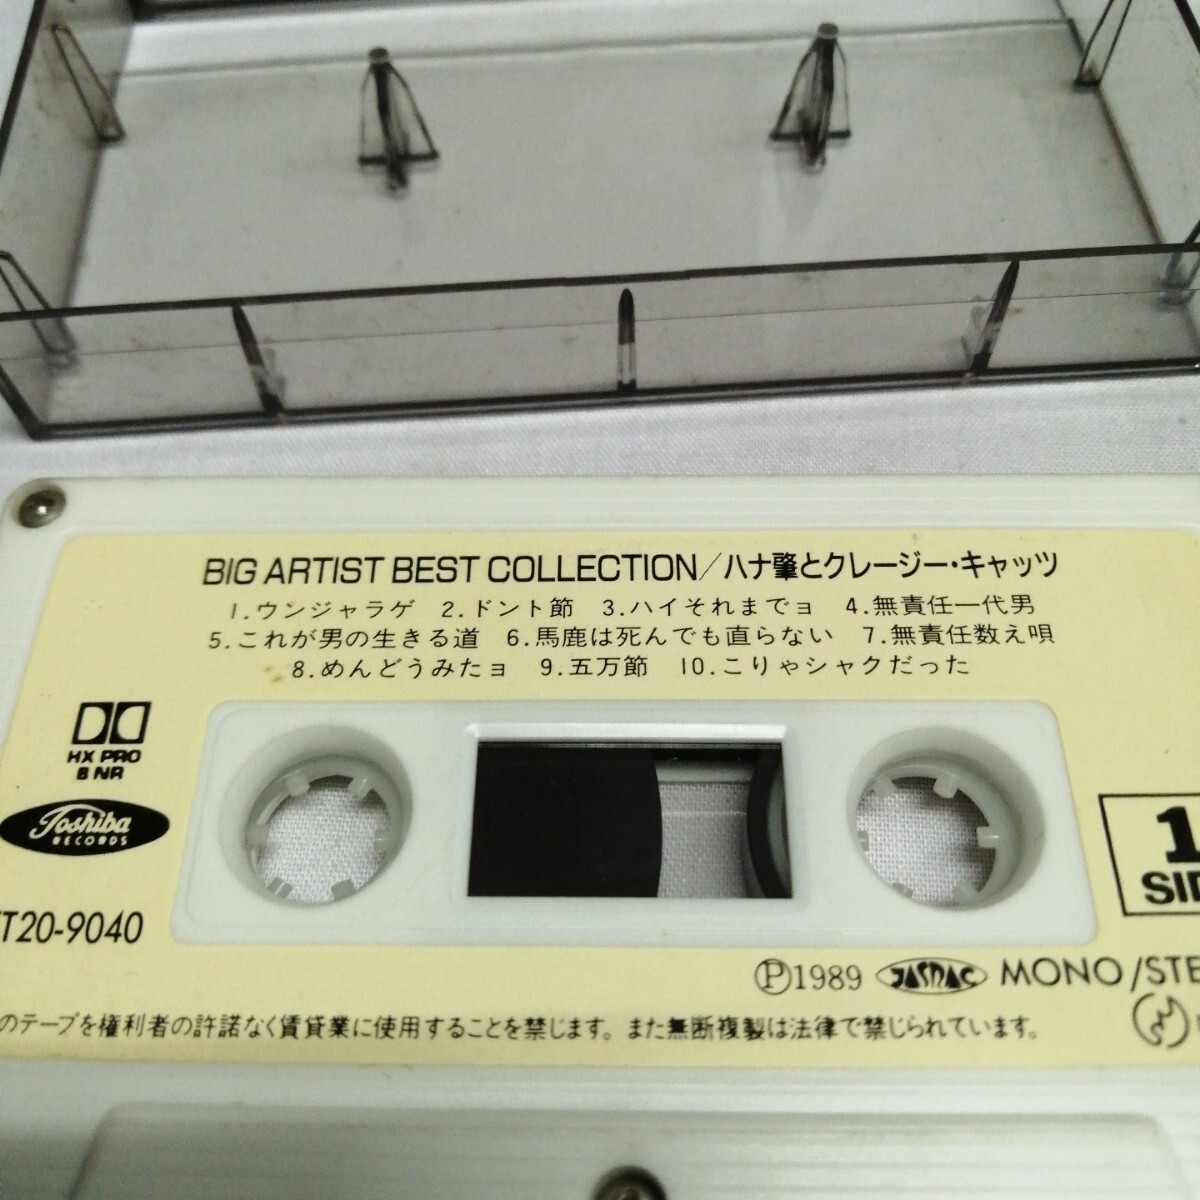 BIG ARTIST BEST COLLECTION/ハナ肇とクレージー・キャッツ
1.ウンジャラゲ 2.ドント節 3.ハイそれまでョ 4.無責任一代男
5.これが男の生きる道 6.馬鹿は死んでも直らない 7.無責任数え唄
8.めんどうみたョ 9.五万節 10.こりゃシャクだった
HX PRO
B NR
Toshiba
RECORDS
T20-9040
1
SID
Ⓟ1989 JASRAC MONO/STE
のテープを権利者の許諾なく賃貸業に使用することを禁じます。また無断複製は法律で禁じられています。